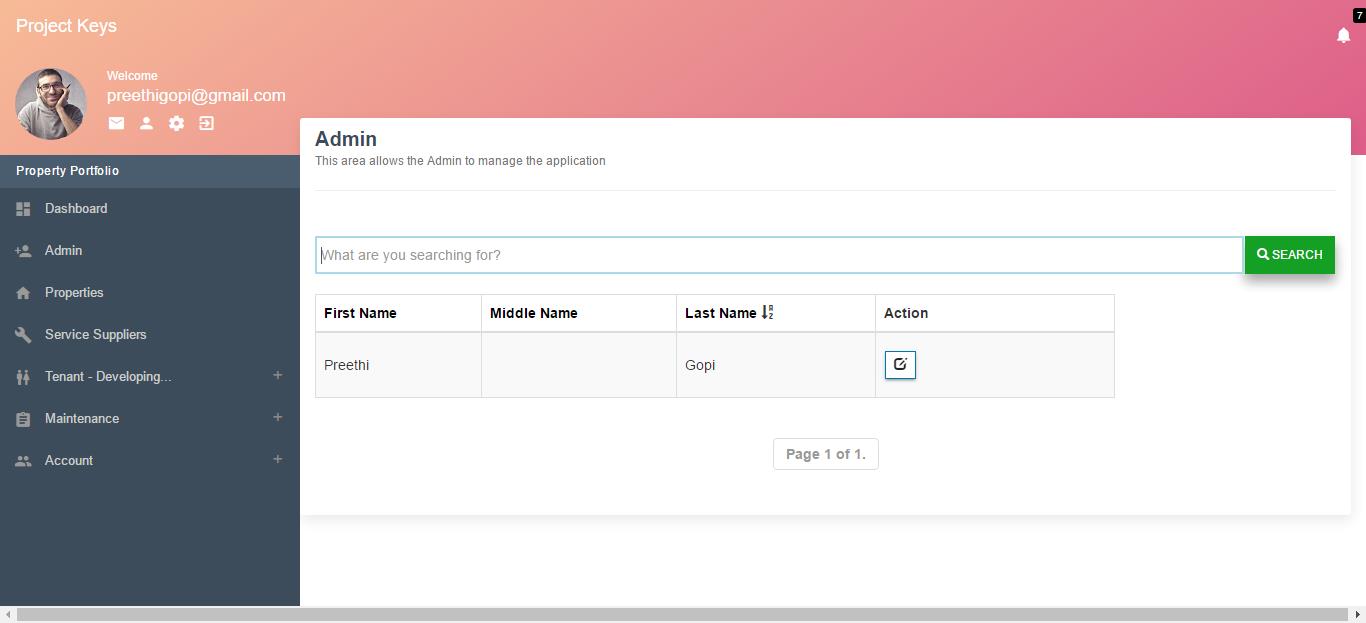 Project Keys
7
Welcome
preethigopi@gmail.com
Property Portfolio
Dashboard
Admin
Properties
Service Suppliers
Tenant - Developing... +
Maintenance +
Account +
Admin
This area allows the Admin to manage the application
What are you searching for? SEARCH
First Name Middle Name Last Name Action
Preethi Gopi
Page 1 of 1.